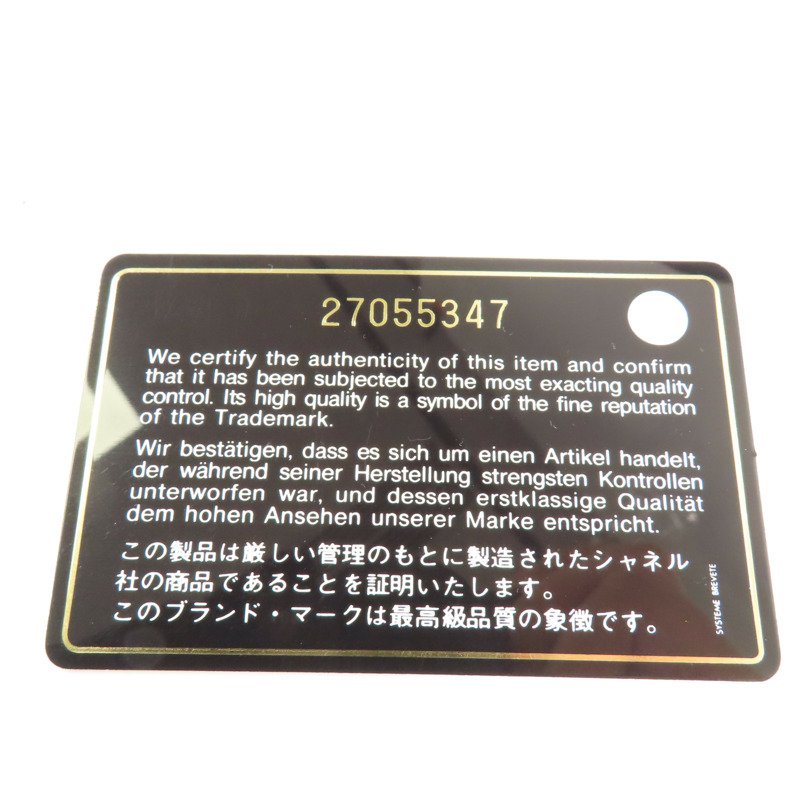 27055347
We certify the authenticity of this item and confirm
that it has been subjected to the most exacting quality
control. Its high quality is a symbol of the fine reputation
of the Trademark.
Wir bestätigen, dass es sich um einen Artikel handelt,
der während seiner Herstellung strengsten Kontrollen
unterworfen war, und dessen erstklassige Qualität
dem hohen Ansehen unserer Marke entspricht.
この製品は厳しい管理のもとに製造されたシャネル
社の商品であることを証明いたします。
このブランド・マークは最高級品質の象徴です。
SYSTEME BREVETE